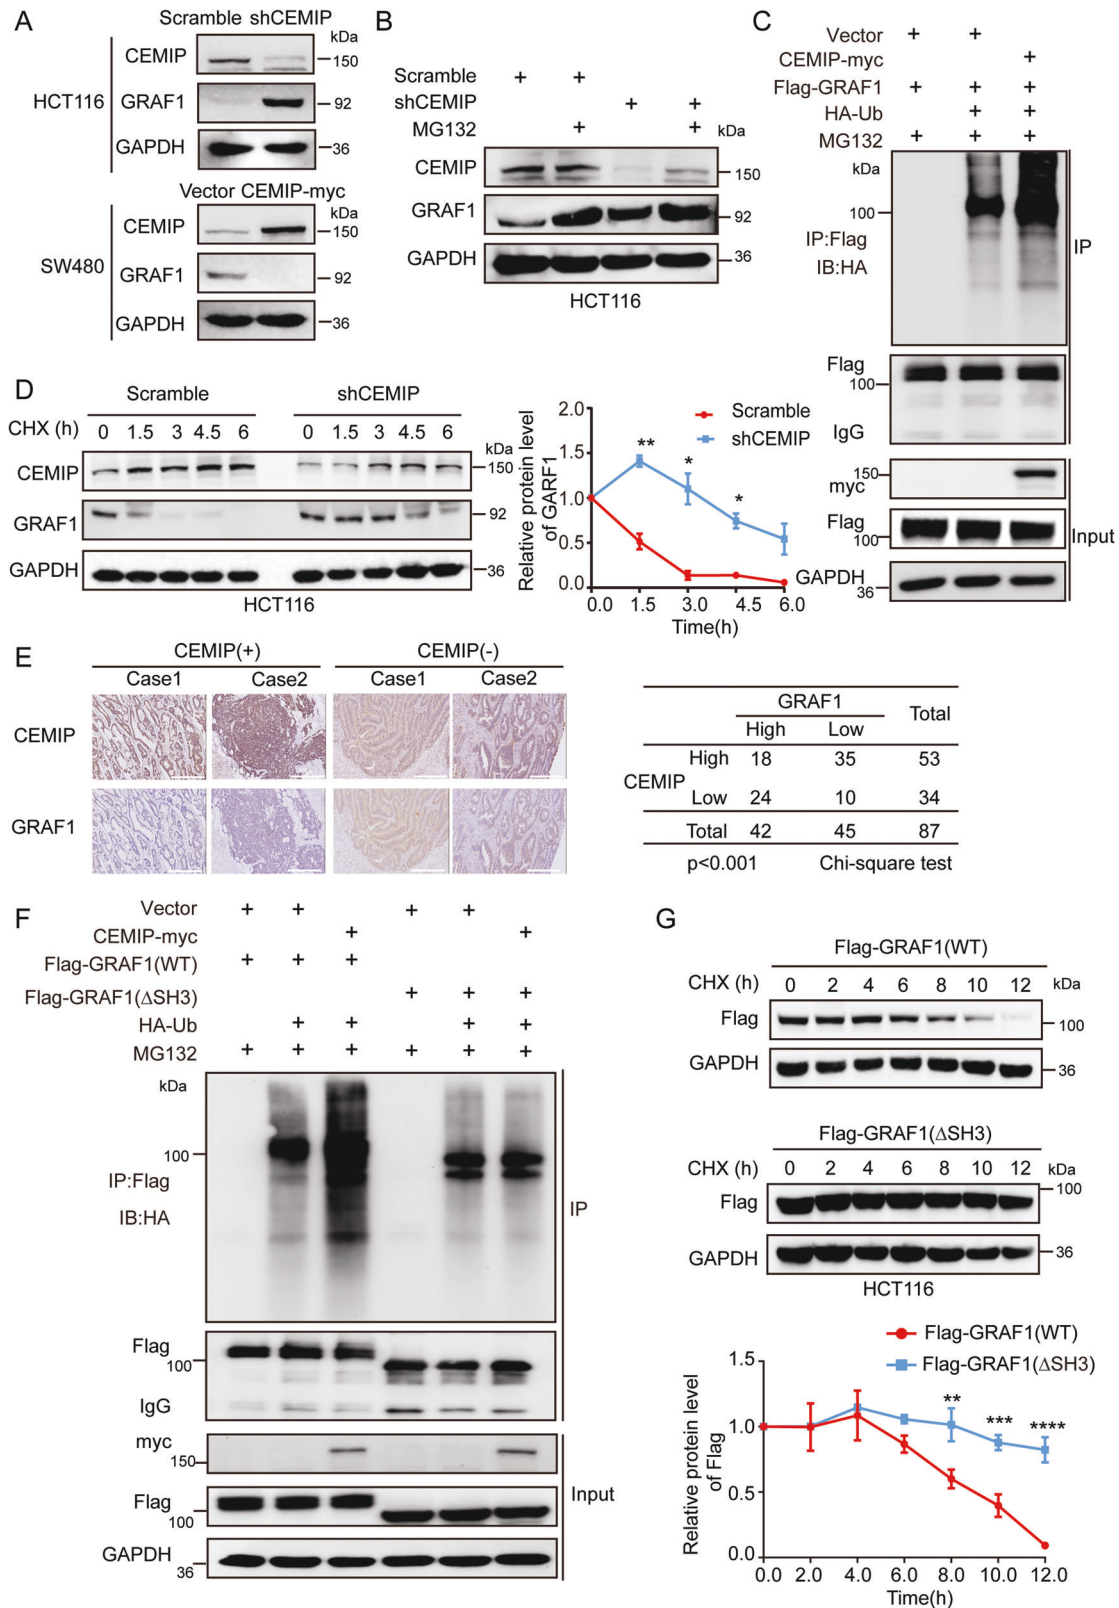 A
Scramble shCEMIP
kDa
CEMIP
150
HCT116
GRAF1
92
GAPDH
36
Vector CEMIP-myc
kDa
CEMIP
150
SW480
GRAF1
92
GAPDH
36
B
Scramble + +
shCEMIP + +
MG132 + +
kDa
CEMIP
150
GRAF1
92
GAPDH
36
HCT116
C
Vector + +
CEMIP-myc +
Flag-GRAF1 + + +
HA-Ub + +
MG132 + + +
kDa
100
IP:Flag
IB:HA
IP
Flag
100
IgG
150
myc
Flag
100
Input
GAPDH
36
D
Scramble shCEMIP
CHX (h) 0 1.5 3 4.5 6 0 1.5 3 4.5 6
kDa
CEMIP
150
GRAF1
92
GAPDH
36
HCT116
Relative protein level
of GARF1
2.0
1.5
1.0
0.5
0.0
Scramble
shCEMIP
**
*
*
0.0 1.5 3.0 4.5 6.0
Time(h)
E
CEMIP(+) CEMIP(-)
Case1 Case2 Case1 Case2
CEMIP
GRAF1
GRAF1 Total
High Low
CEMIP
High 18 35 53
Low 24 10 34
Total 42 45 87
p<0.001 Chi-square test
F
Vector + + + +
CEMIP-myc + +
Flag-GRAF1(WT) + + +
Flag-GRAF1(ΔSH3) + + +
HA-Ub + + + +
MG132 + + + + + +
kDa
100
IP:Flag
IB:HA
IP
Flag
100
IgG
myc
150
Flag
100
Input
GAPDH
36
G
Flag-GRAF1(WT)
CHX (h) 0 2 4 6 8 10 12 kDa
Flag
100
GAPDH
36
Flag-GRAF1(ΔSH3)
CHX (h) 0 2 4 6 8 10 12 kDa
100
Flag
GAPDH
36
HCT116
Flag-GRAF1(WT)
Flag-GRAF1(ΔSH3)
Relative protein level
of Flag
1.5
1.0
0.5
0.0
** *** ****
0.0 2.0 4.0 6.0 8.0 10.0 12.0
Time(h)